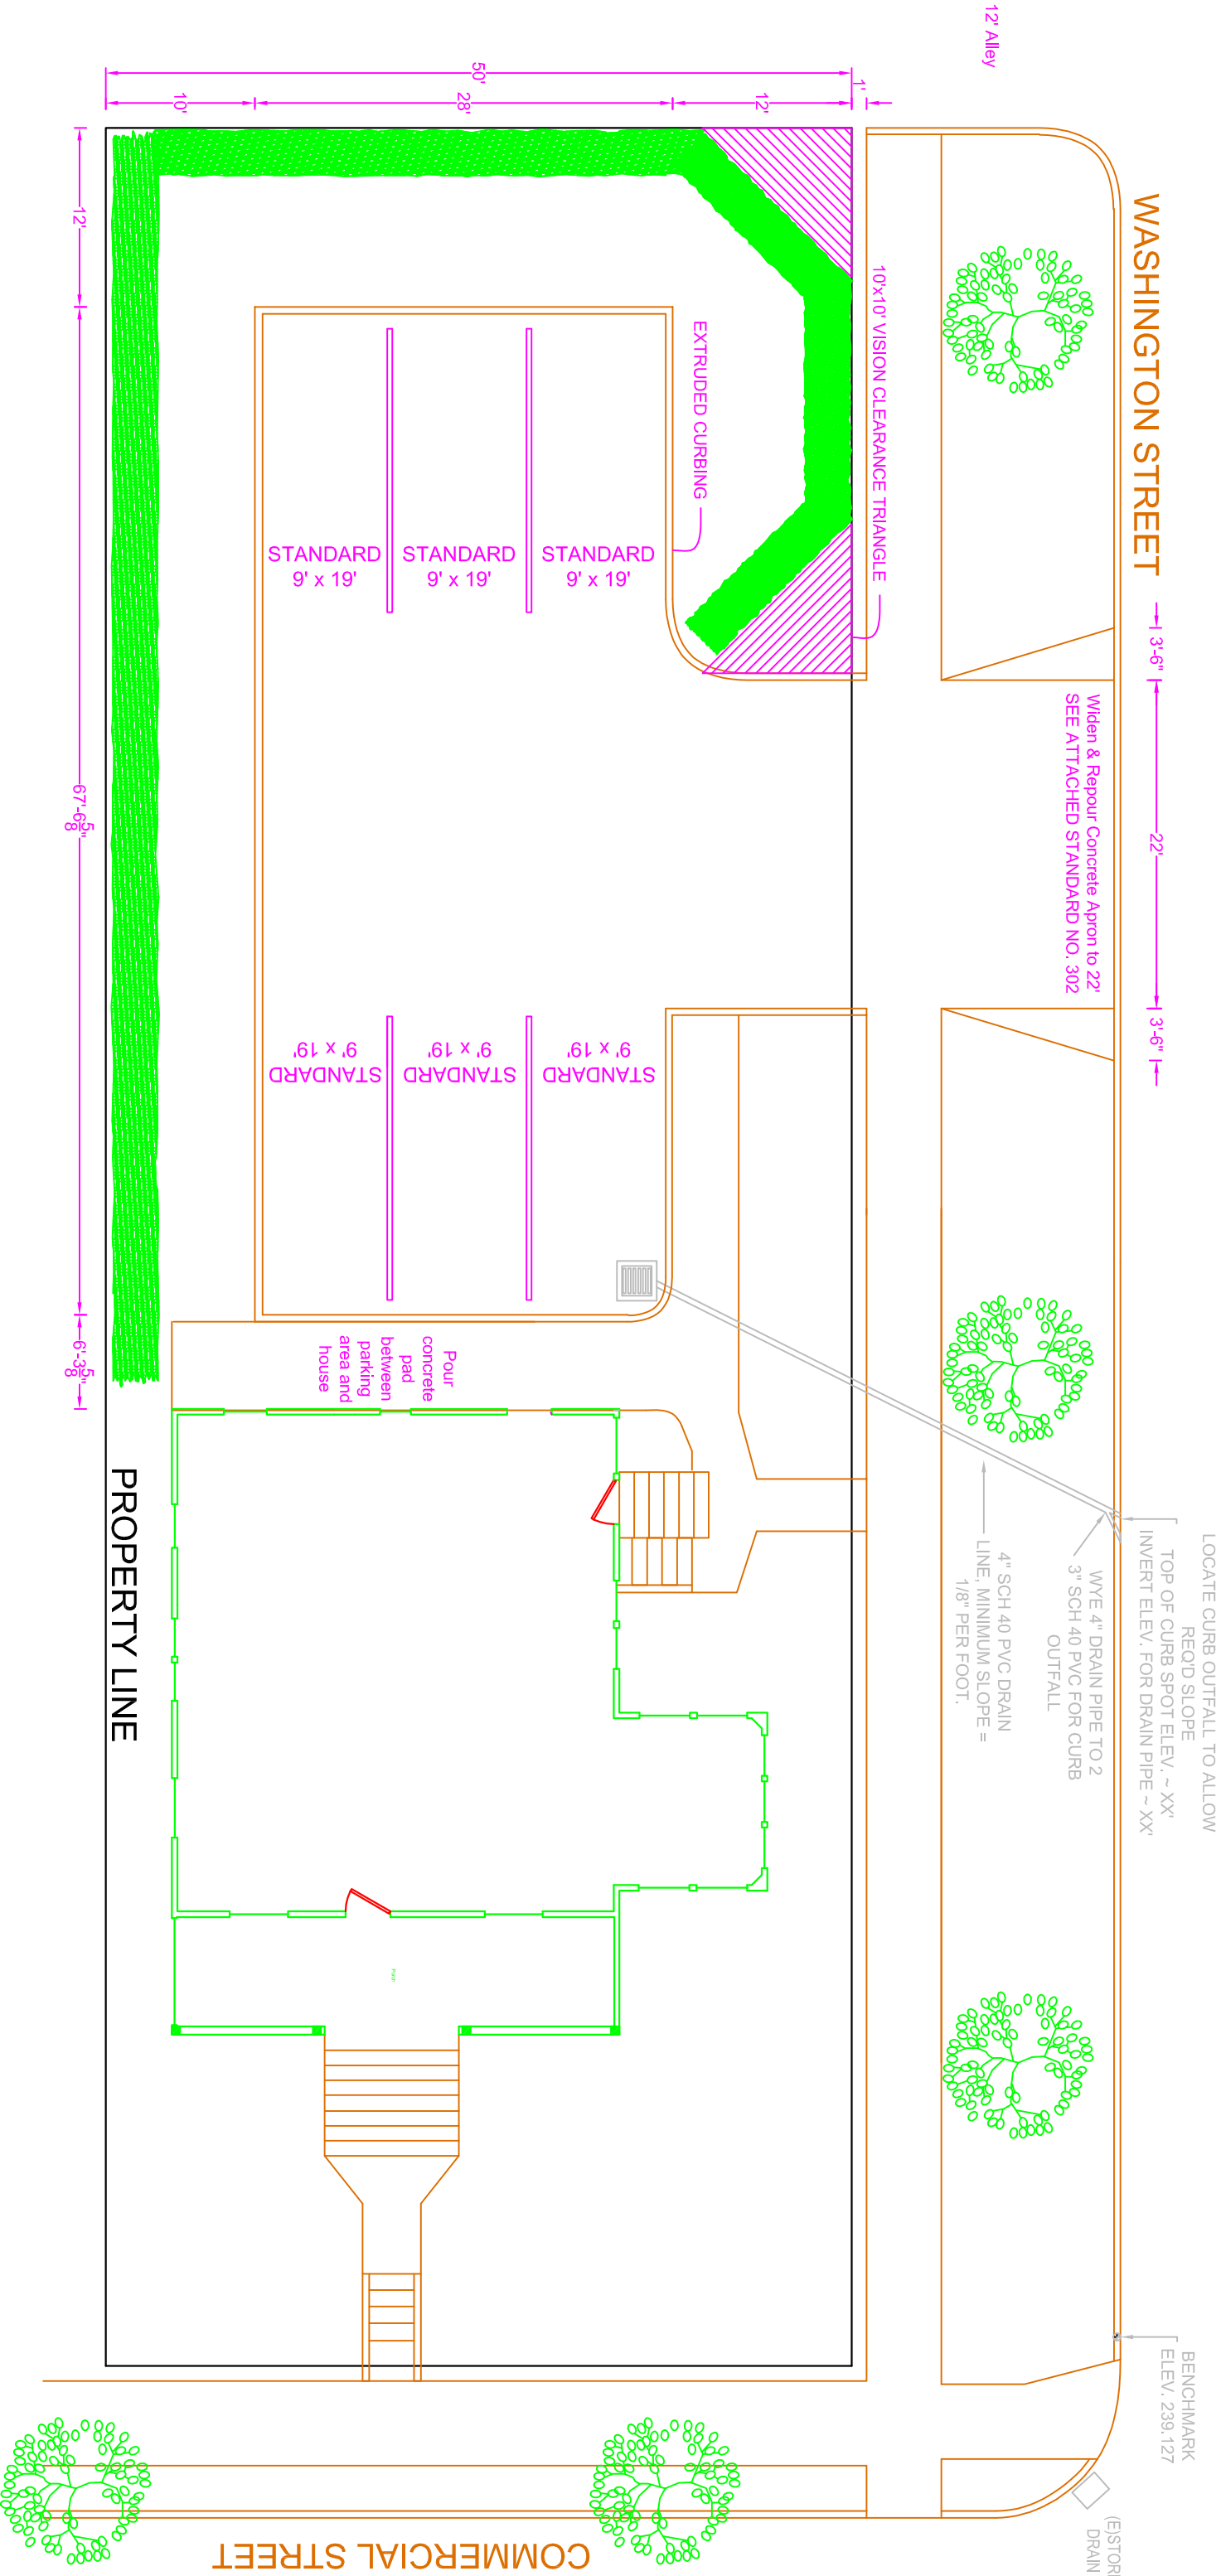 12' Alley
WASHINGTON STREET
50'
10'
28'
12'
1'
12'
67'-6 5/8"
6'-3 5/8"
10'x10' VISION CLEARANCE TRIANGLE
EXTRUDED CURBING
3'-6"
22'
3'-6"
Widen & Repour Concrete Apron to 22'
SEE ATTACHED STANDARD NO. 302
STANDARD
9' x 19'
STANDARD
9' x 19'
STANDARD
9' x 19'
STANDARD
9' x 19'
STANDARD
9' x 19'
STANDARD
9' x 19'
Pour
concrete
pad
between
parking
area and
house
LOCATE CURB OUTFALL TO ALLOW
REQ'D SLOPE
TOP OF CURB SPOT ELEV. ~ XX'
INVERT ELEV. FOR DRAIN PIPE ~ XX'
WYE 4" DRAIN PIPE TO 2
3" SCH 40 PVC FOR CURB
OUTFALL
4" SCH 40 PVC DRAIN
LINE, MINIMUM SLOPE =
1/8" PER FOOT.
PROPERTY LINE
BENCHMARK
ELEV. 239.127
(E)STOR
DRAIN
COMMERCIAL STREET